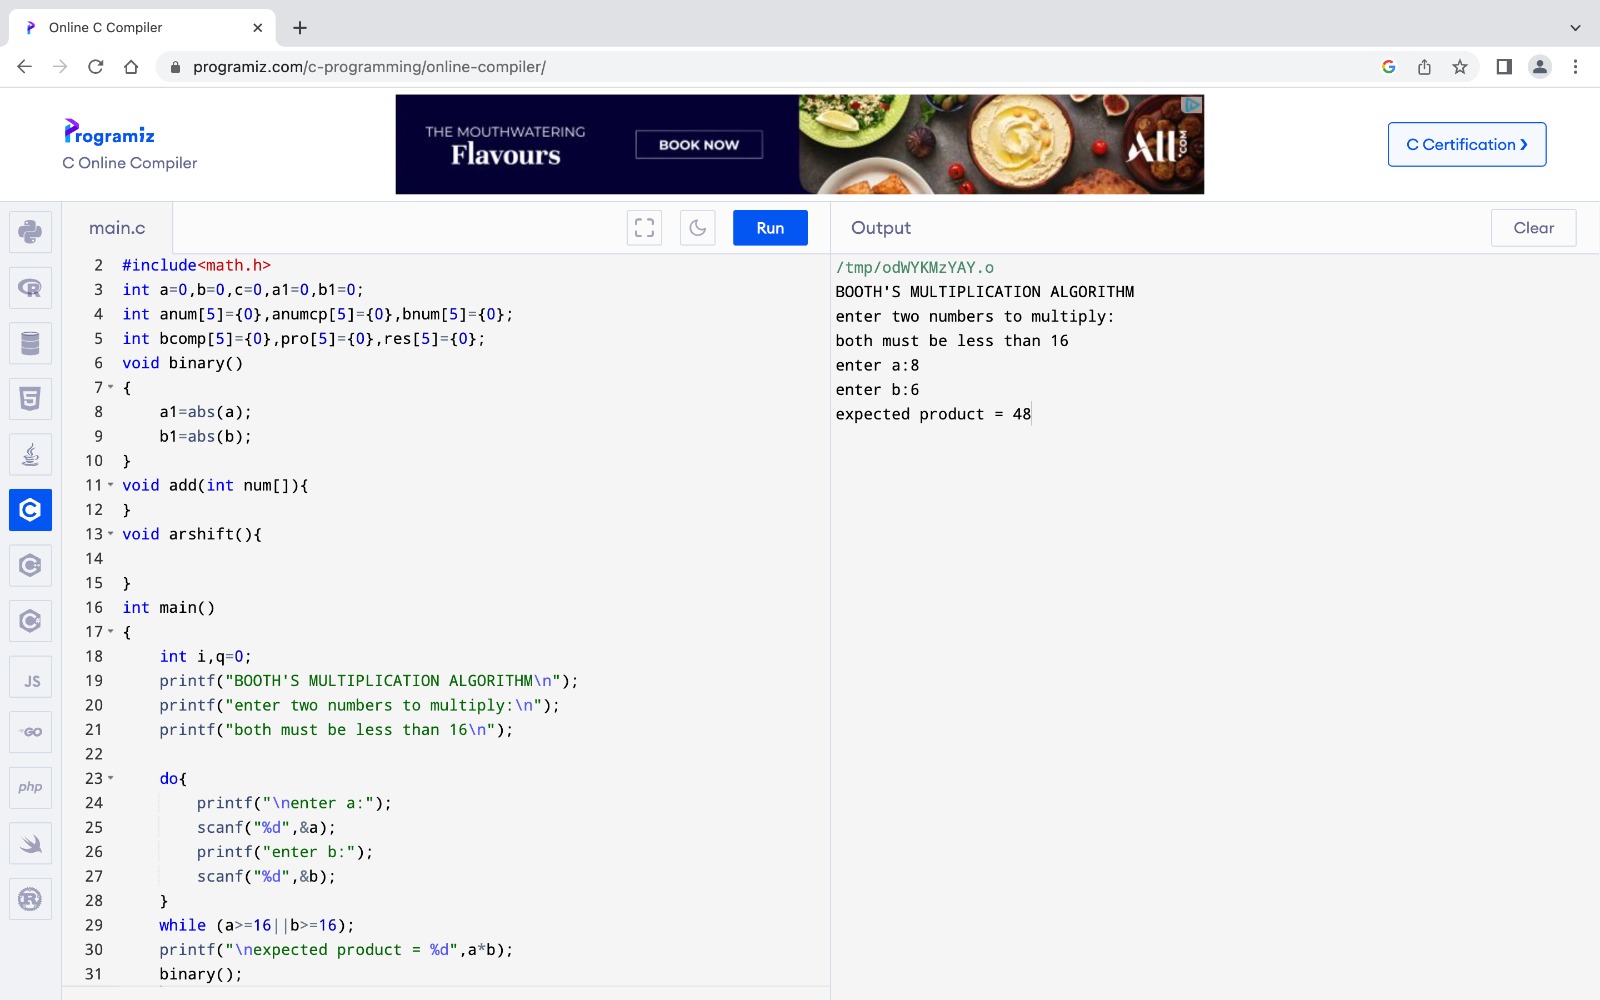 Online C Compiler
programiz.com/c-programming/online-compiler/
Programiz
C Online Compiler
THE MOUTHWATERING
Flavours
BOOK NOW
All.com
C Certification ❯
main.c
Run
Output
Clear
2 #include<math.h>
3 int a=0,b=0,c=0,a1=0,b1=0;
4 int anum[5]={0},anumcp[5]={0},bnum[5]={0};
5 int bcomp[5]={0},pro[5]={0},res[5]={0};
6 void binary()
7 {
8     a1=abs(a);
9     b1=abs(b);
10 }
11 void add(int num[]){
12 }
13 void arshift(){
14
15 }
16 int main()
17 {
18     int i,q=0;
19     printf("BOOTH'S MULTIPLICATION ALGORITHM\n");
20     printf("enter two numbers to multiply:\n");
21     printf("both must be less than 16\n");
22
23     do{
24         printf("\nenter a:");
25         scanf("%d",&a);
26         printf("enter b:");
27         scanf("%d",&b);
28     }
29     while (a>=16||b>=16);
30     printf("\nexpected product = %d",a*b);
31     binary();
/tmp/odWYKMzYAY.o
BOOTH'S MULTIPLICATION ALGORITHM
enter two numbers to multiply:
both must be less than 16
enter a:8
enter b:6
expected product = 48
R
5
C
C
C
JS
GO
php
R